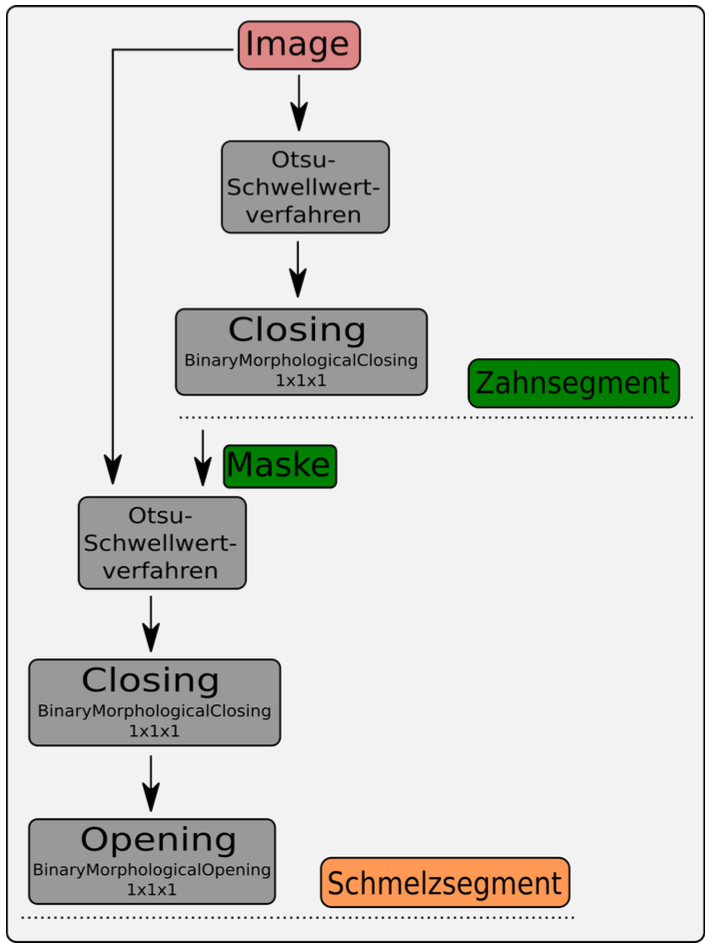 Image
Otsu-
Schwellwert-
verfahren
Closing
BinaryMorphologicalClosing
1x1x1
Zahnsegment
Maske
Otsu-
Schwellwert-
verfahren
Closing
BinaryMorphologicalClosing
1x1x1
Opening
BinaryMorphologicalOpening
1x1x1
Schmelzsegment